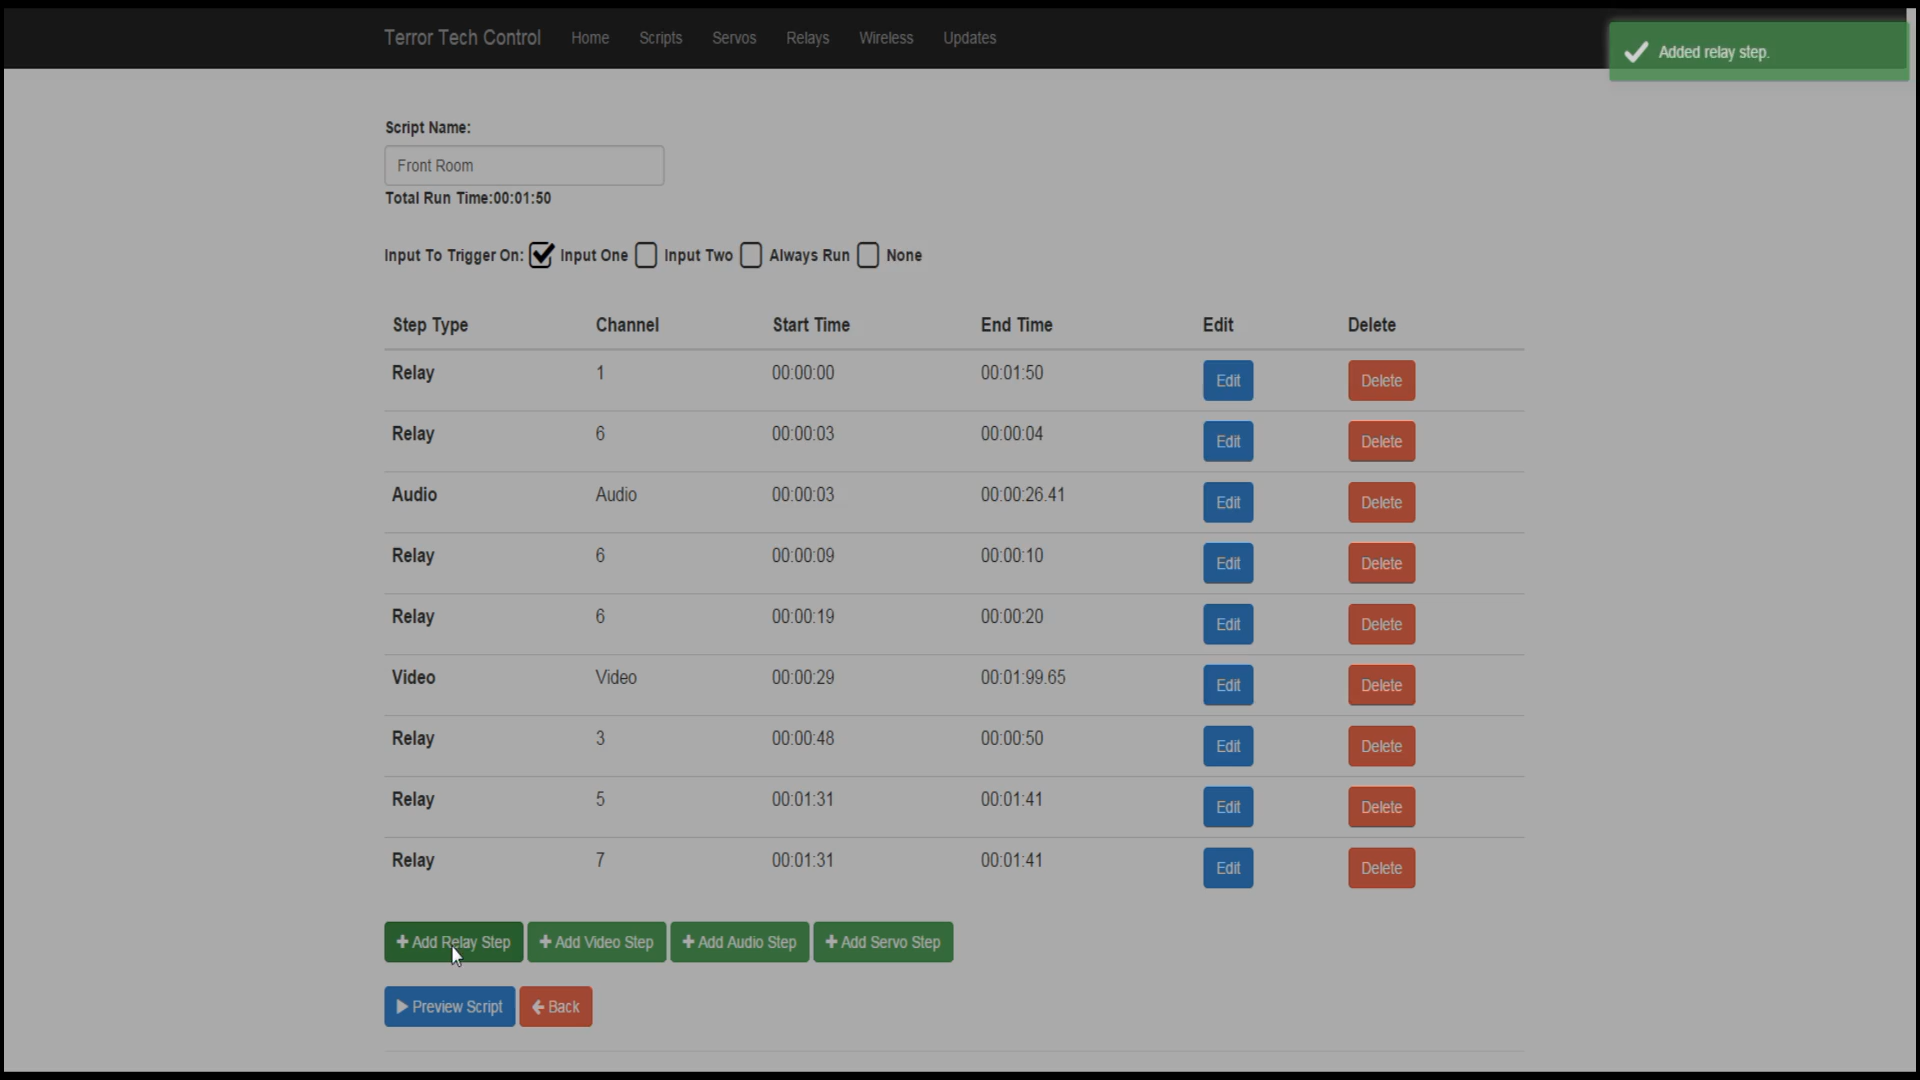 Terror Tech Control Home Scripts Servos Relays Wireless Updates
Added relay step.
Script Name:
Front Room
Total Run Time:00:01:50
Input To Trigger On: Input One Input Two Always Run None
Step Type Channel Start Time End Time Edit Delete
Relay 1 00:00:00 00:01:50 Edit Delete
Relay 6 00:00:03 00:00:04 Edit Delete
Audio Audio 00:00:03 00:00:26.41 Edit Delete
Relay 6 00:00:09 00:00:10 Edit Delete
Relay 6 00:00:19 00:00:20 Edit Delete
Video Video 00:00:29 00:01:99.65 Edit Delete
Relay 3 00:00:48 00:00:50 Edit Delete
Relay 5 00:01:31 00:01:41 Edit Delete
Relay 7 00:01:31 00:01:41 Edit Delete
Add Relay Step Add Video Step Add Audio Step Add Servo Step
Preview Script Back